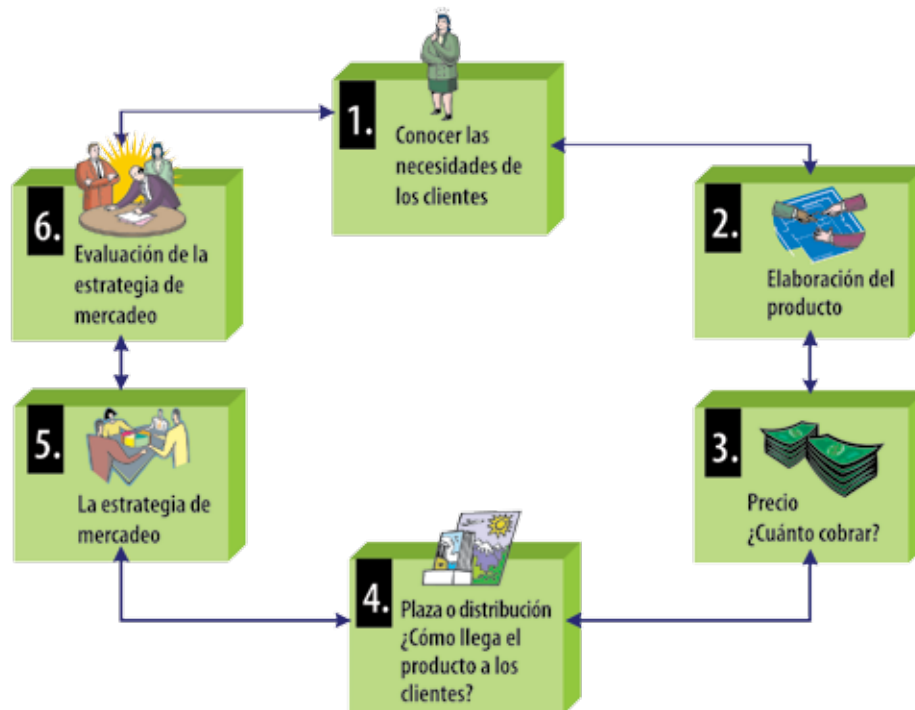 1.
Conocer las
necesidades de
los clientes
2.
Elaboración del
producto
3.
Precio
¿Cuánto cobrar?
4.
Plaza o distribución
¿Cómo llega el
producto a los
clientes?
5.
La estrategia de
mercadeo
6.
Evaluación de la
estrategia de
mercadeo